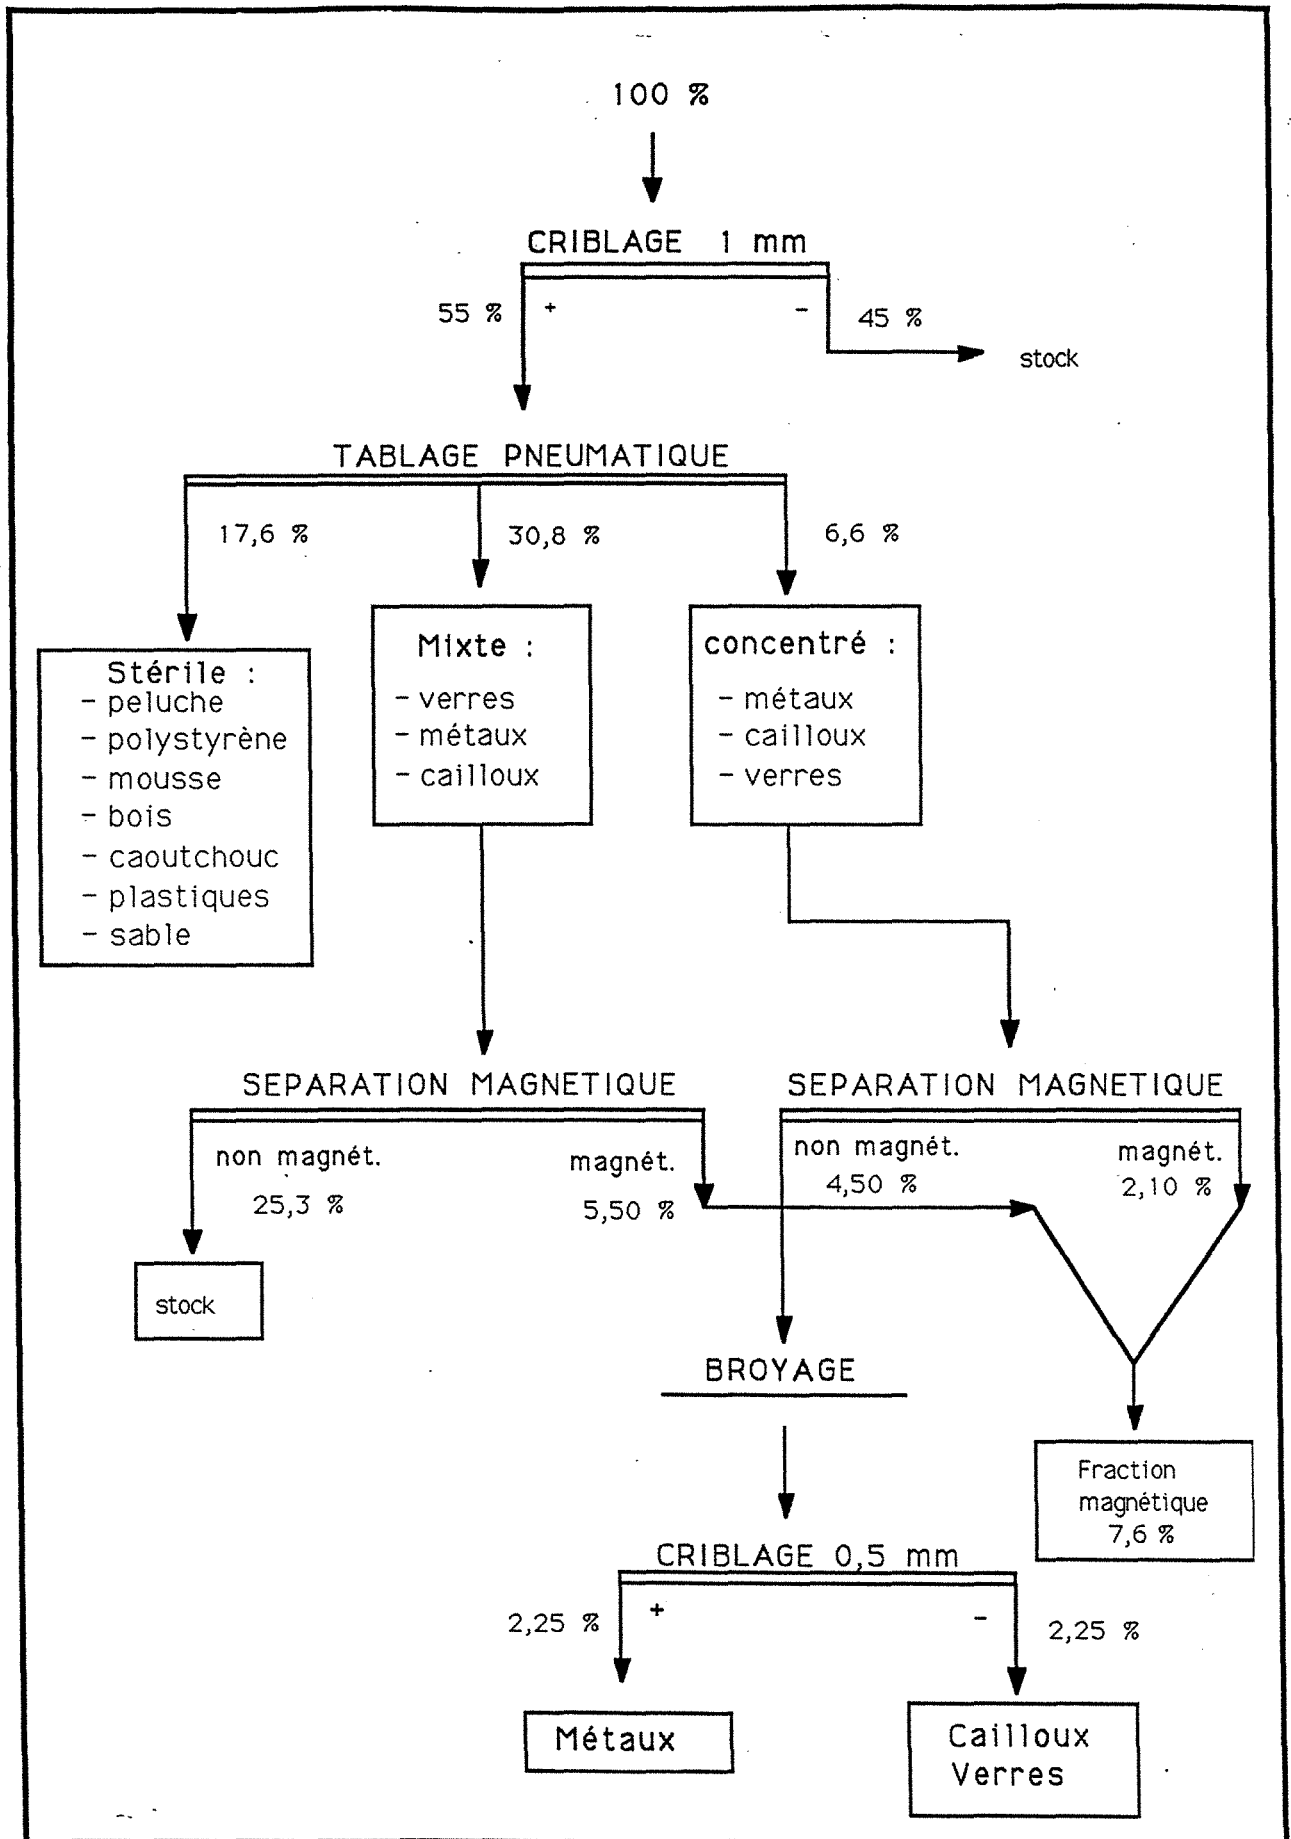 100 %
CRIBLAGE 1 mm
55 % + - 45 %
stock
TABLAGE PNEUMATIQUE
17,6 % 30,8 % 6,6 %
Stérile :
- peluche
- polystyrène
- mousse
- bois
- caoutchouc
- plastiques
- sable
Mixte :
- verres
- métaux
- cailloux
concentré :
- métaux
- cailloux
- verres
SEPARATION MAGNETIQUE
non magnét.
25,3 %
magnét.
5,50 %
stock
SEPARATION MAGNETIQUE
non magnét.
4,50 %
magnét.
2,10 %
BROYAGE
Fraction
magnétique
7,6 %
CRIBLAGE 0,5 mm
2,25 % + - 2,25 %
Métaux
Cailloux
Verres